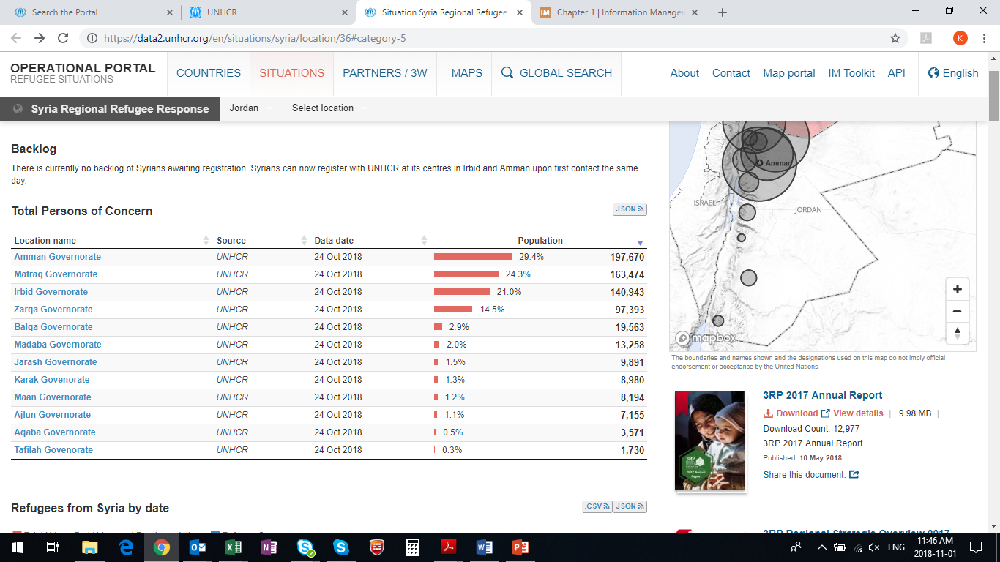 Search the Portal
UNHCR
Situation Syria Regional Refugee
Chapter 1 | Information Manager
https://data2.unhcr.org/en/situations/syria/location/36#category-5
K
OPERATIONAL PORTAL
REFUGEE SITUATIONS
COUNTRIES
SITUATIONS
PARTNERS / 3W
MAPS
GLOBAL SEARCH
About
Contact
Map portal
IM Toolkit
API
English
Syria Regional Refugee Response
Jordan
Select location
Backlog
There is currently no backlog of Syrians awaiting registration. Syrians can now register with UNHCR at its centres in Irbid and Amman upon first contact the same
day.
Total Persons of Concern
JSON
Location name Source Data date Population
Amman Governorate UNHCR 24 Oct 2018 29.4% 197,670
Mafraq Governorate UNHCR 24 Oct 2018 24.3% 163,474
Irbid Governorate UNHCR 24 Oct 2018 21.0% 140,943
Zarqa Governorate UNHCR 24 Oct 2018 14.5% 97,393
Balqa Governorate UNHCR 24 Oct 2018 2.9% 19,563
Madaba Governorate UNHCR 24 Oct 2018 2.0% 13,258
Jarash Governorate UNHCR 24 Oct 2018 1.5% 9,891
Karak Govenorate UNHCR 24 Oct 2018 1.3% 8,980
Maan Governorate UNHCR 24 Oct 2018 1.2% 8,194
Ajlun Governorate UNHCR 24 Oct 2018 1.1% 7,155
Aqaba Governorate UNHCR 24 Oct 2018 0.5% 3,571
Tafilah Govenorate UNHCR 24 Oct 2018 0.3% 1,730
Refugees from Syria by date
.CSV JSON
Amman
ISRAEL
JORDAN
mapbox
The boundaries and names shown and the designations used on this map do not imply official
endorsement or acceptance by the United Nations
3RP
2017 Annual
Report
3RP 2017 Annual Report
Download View details | 9.98 MB |
Download Count: 12,977
3RP 2017 Annual Report
Published: 10 May 2018
Share this document:
3RP Regional Strategic Overview 2017
ENG
11:46 AM
2018-11-01